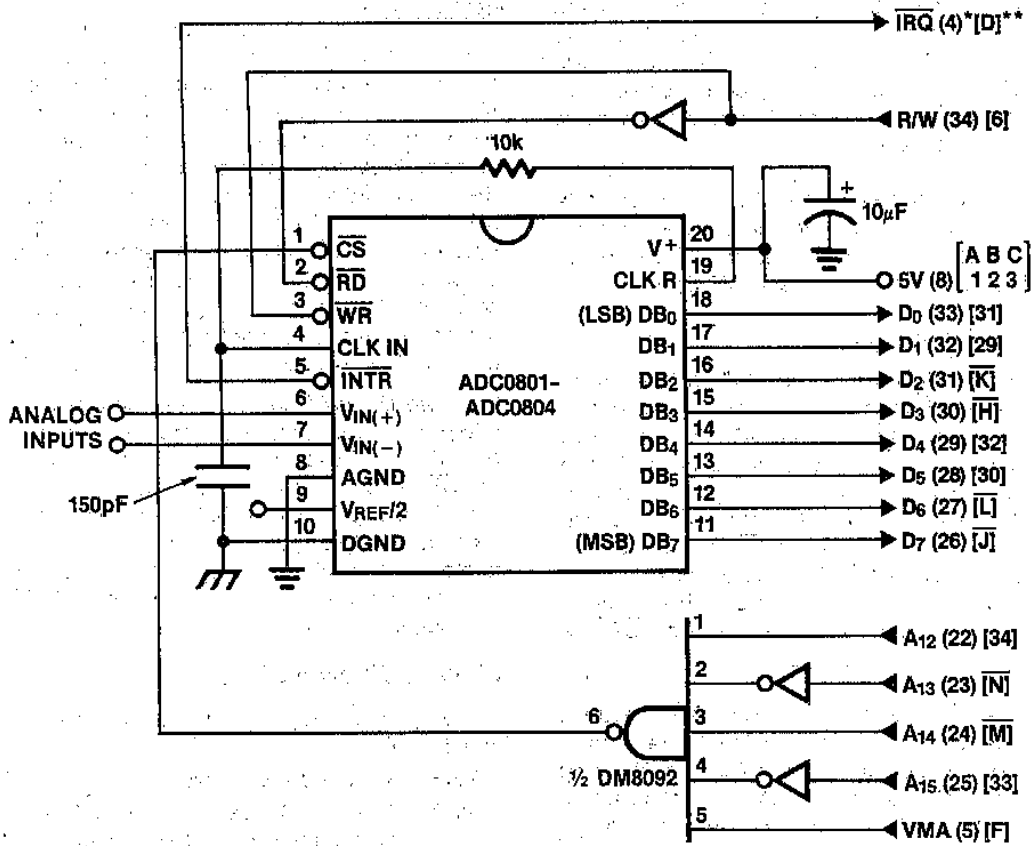 IRQ (4)*[D]**
R/W (34) [6]
10k
+
10μF
1
CS
2
RD
3
WR
4
CLK IN
5
INTR
6
VIN(+)
7
VIN(−)
8
AGND
9
VREF/2
10
DGND
ANALOG
INPUTS
150pF
ADC0801–
ADC0804
V+
20
CLK R
19
(LSB) DB0
18
DB1
17
DB2
16
DB3
15
DB4
14
DB5
13
DB6
12
(MSB) DB7
11
5V (8) [A B C
1 2 3]
D0 (33) [31]
D1 (32) [29]
D2 (31) [K]
D3 (30) [H]
D4 (29) [32]
D5 (28) [30]
D6 (27) [L]
D7 (26) [J]
1
A12 (22) [34]
2
A13 (23) [N]
3
A14 (24) [M]
4
A15 (25) [33]
5
VMA (5) [F]
6
½ DM8092